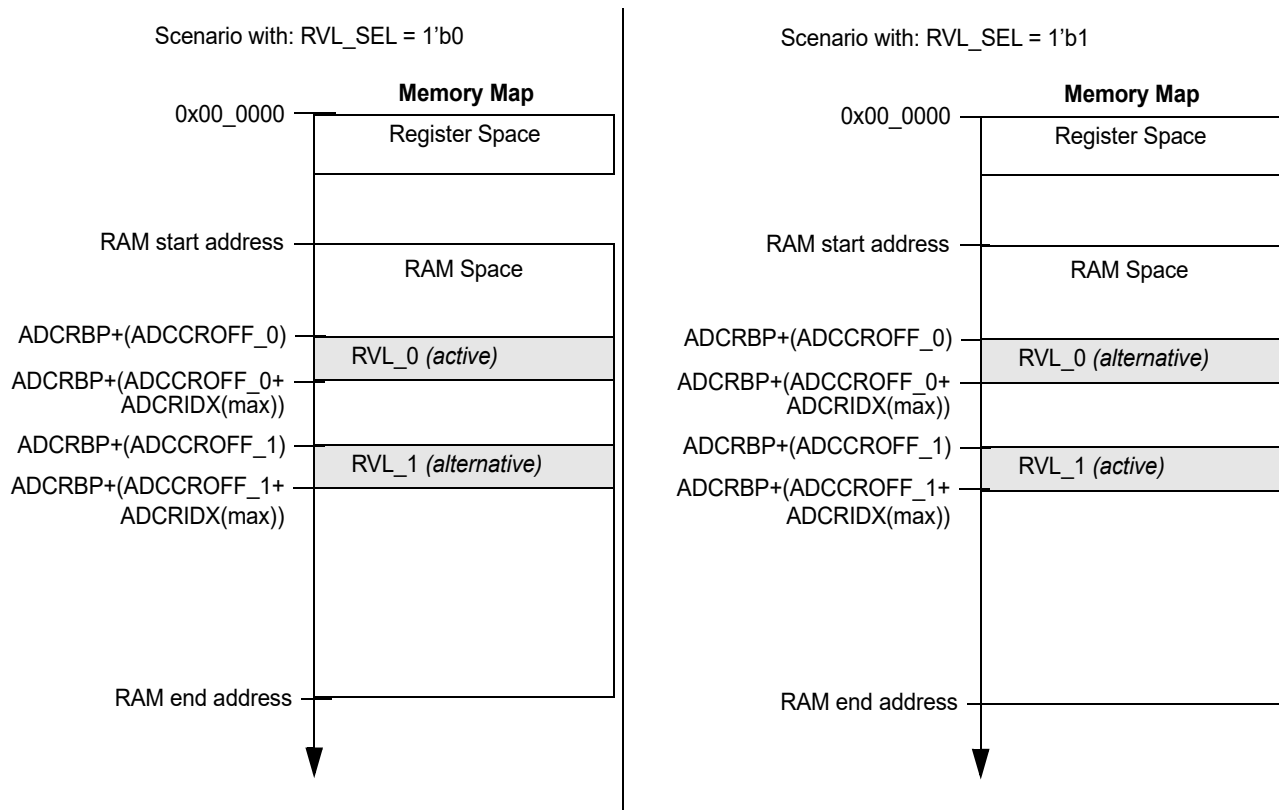 Scenario with: RVL_SEL = 1'b0
Memory Map
0x00_0000
Register Space
RAM start address
RAM Space
ADCRBP+(ADCCROFF_0)
RVL_0 (active)
ADCRBP+(ADCCROFF_0+
ADCRIDX(max))
ADCRBP+(ADCCROFF_1)
RVL_1 (alternative)
ADCRBP+(ADCCROFF_1+
ADCRIDX(max))
RAM end address
Scenario with: RVL_SEL = 1'b1
Memory Map
0x00_0000
Register Space
RAM start address
RAM Space
ADCRBP+(ADCCROFF_0)
RVL_0 (alternative)
ADCRBP+(ADCCROFF_0+
ADCRIDX(max))
ADCRBP+(ADCCROFF_1)
RVL_1 (active)
ADCRBP+(ADCCROFF_1+
ADCRIDX(max))
RAM end address